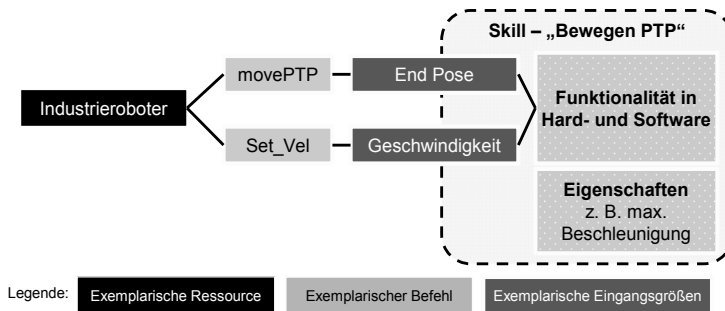 Skill – „Bewegen PTP“
movePTP
End Pose
Industrieroboter
Funktionalität in
Hard- und Software
Set_Vel
Geschwindigkeit
Eigenschaften
z. B. max.
Beschleunigung
Legende:
Exemplarische Ressource
Exemplarischer Befehl
Exemplarische Eingangsgrößen